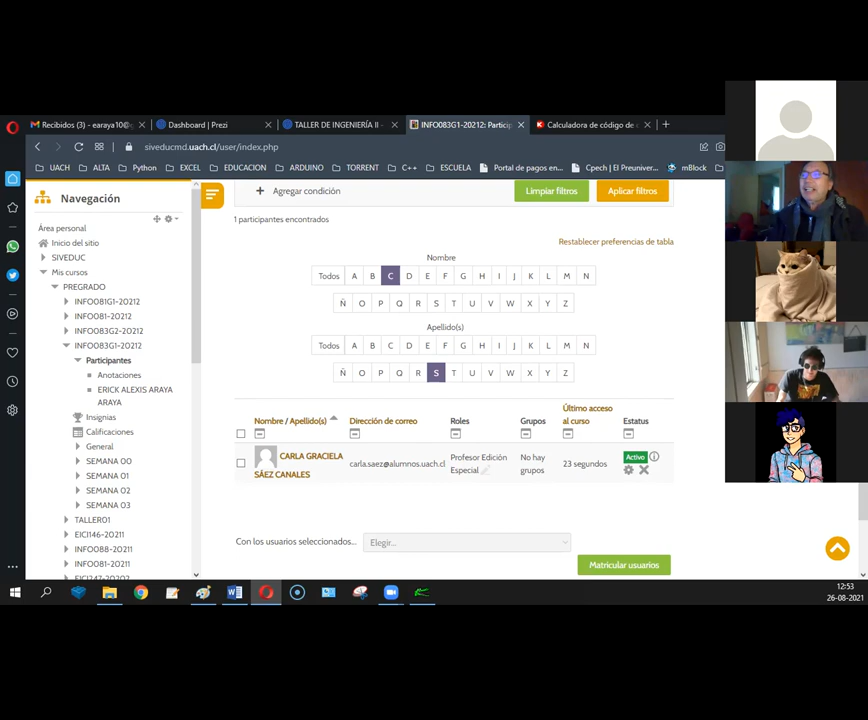 Recibidos (3) - earaya10@
Dashboard | Prezi
TALLER DE INGENIERÍA II -
INFO083G1-20212: Particip
Calculadora de código de
siveducmd.uach.cl/user/index.php
UACH
ALTA
Python
EXCEL
EDUCACION
ARDUINO
TORRENT
C++
ESCUELA
Portal de pagos en...
Cpech | El Preuniver...
mBlock
Navegación
Área personal
Inicio del sitio
SIVEDUC
Mis cursos
PREGRADO
INFO081G1-20212
INFO081-20212
INFO083G2-20212
INFO083G1-20212
Participantes
Anotaciones
ERICK ALEXIS ARAYA
ARAYA
Insignias
Calificaciones
General
SEMANA 00
SEMANA 01
SEMANA 02
SEMANA 03
TALLER01
EICI146-20211
INFO088-20211
INFO081-20211
EICI247-20202
Agregar condición
Limpiar filtros
Aplicar filtros
1 participantes encontrados
Restablecer preferencias de tabla
Nombre
Todos A B C D E F G H I J K L M N
Ñ O P Q R S T U V W X Y Z
Apellido(s)
Todos A B C D E F G H I J K L M N
Ñ O P Q R S T U V W X Y Z
Nombre / Apellido(s)
Dirección de correo
Roles
Grupos
Último acceso
al curso
Estatus
CARLA GRACIELA
SÁEZ CANALES
carla.saez@alumnos.uach.cl
Profesor Edición
Especial
No hay
grupos
23 segundos
Activo
Con los usuarios seleccionados...
Elegir...
Matricular usuarios
12:53
26-08-2021